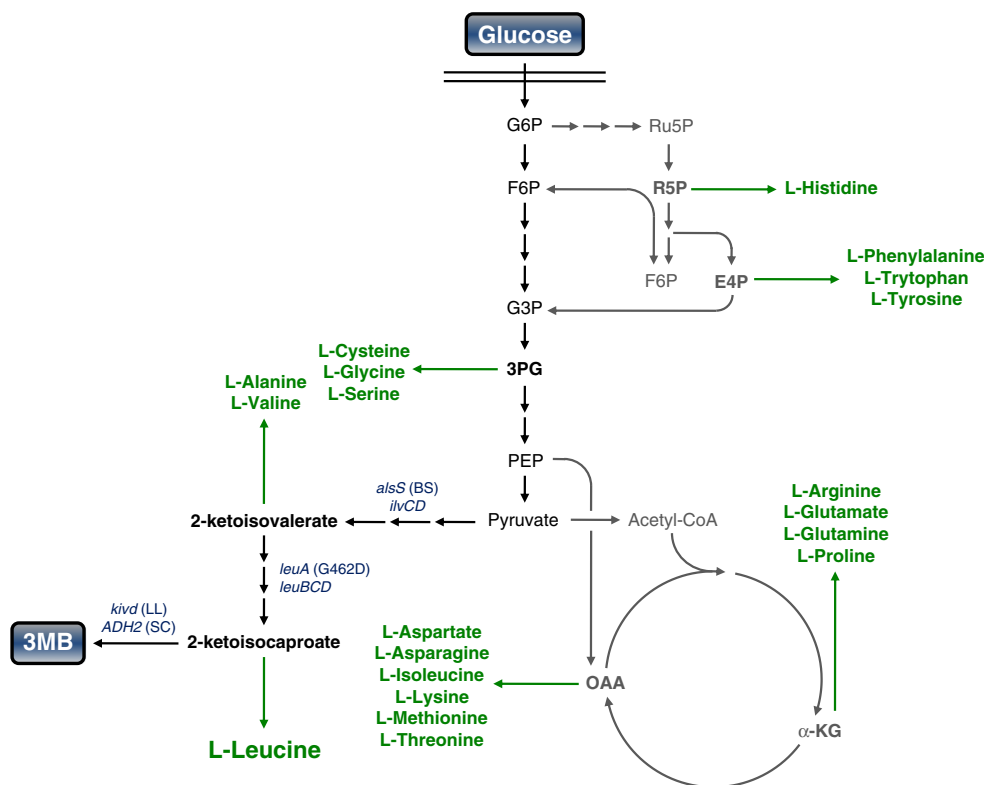 Glucose
G6P
Ru5P
F6P
R5P
L-Histidine
F6P
E4P
L-Phenylalanine
L-Trytophan
L-Tyrosine
G3P
L-Cysteine
L-Glycine
L-Serine
3PG
L-Alanine
L-Valine
PEP
alsS (BS)
ilvCD
2-ketoisovalerate
Pyruvate
Acetyl-CoA
L-Arginine
L-Glutamate
L-Glutamine
L-Proline
leuA (G462D)
leuBCD
kivd (LL)
ADH2 (SC)
3MB
2-ketoisocaproate
L-Aspartate
L-Asparagine
L-Isoleucine
L-Lysine
L-Methionine
L-Threonine
OAA
α-KG
L-Leucine